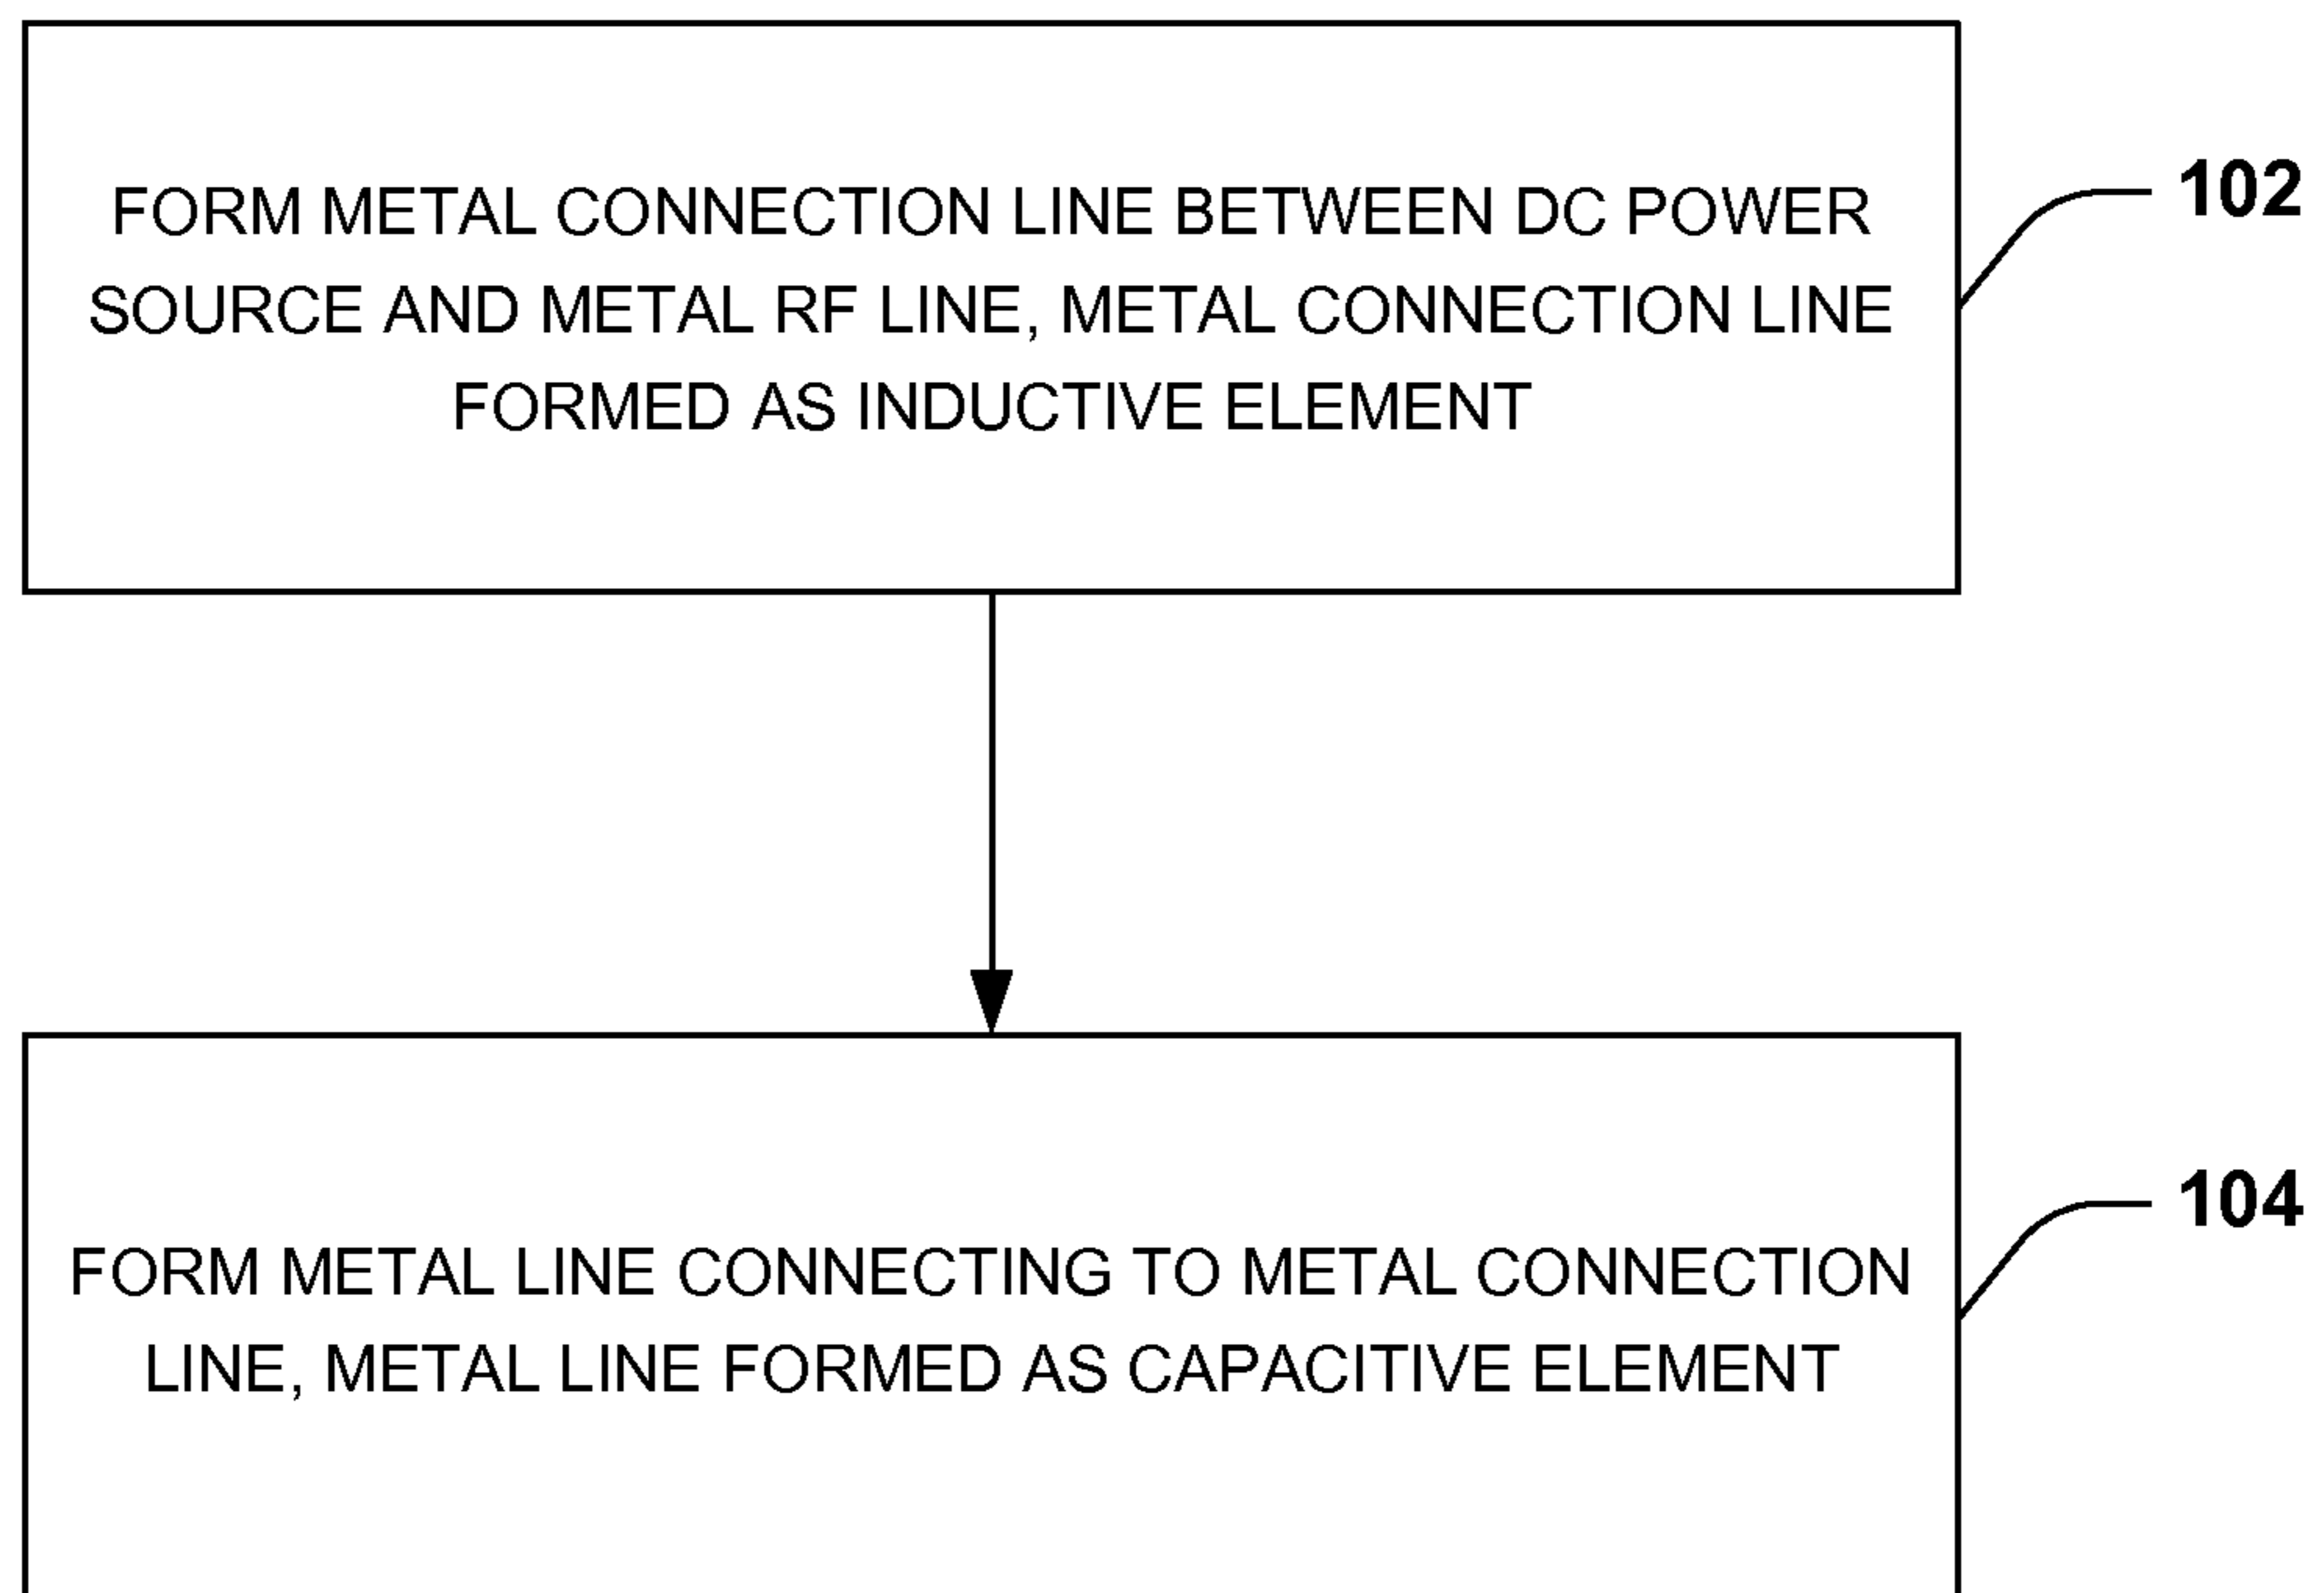 FORM METAL CONNECTION LINE BETWEEN DC POWER
SOURCE AND METAL RF LINE, METAL CONNECTION LINE
FORMED AS INDUCTIVE ELEMENT
102
FORM METAL LINE CONNECTING TO METAL CONNECTION
LINE, METAL LINE FORMED AS CAPACITIVE ELEMENT
104